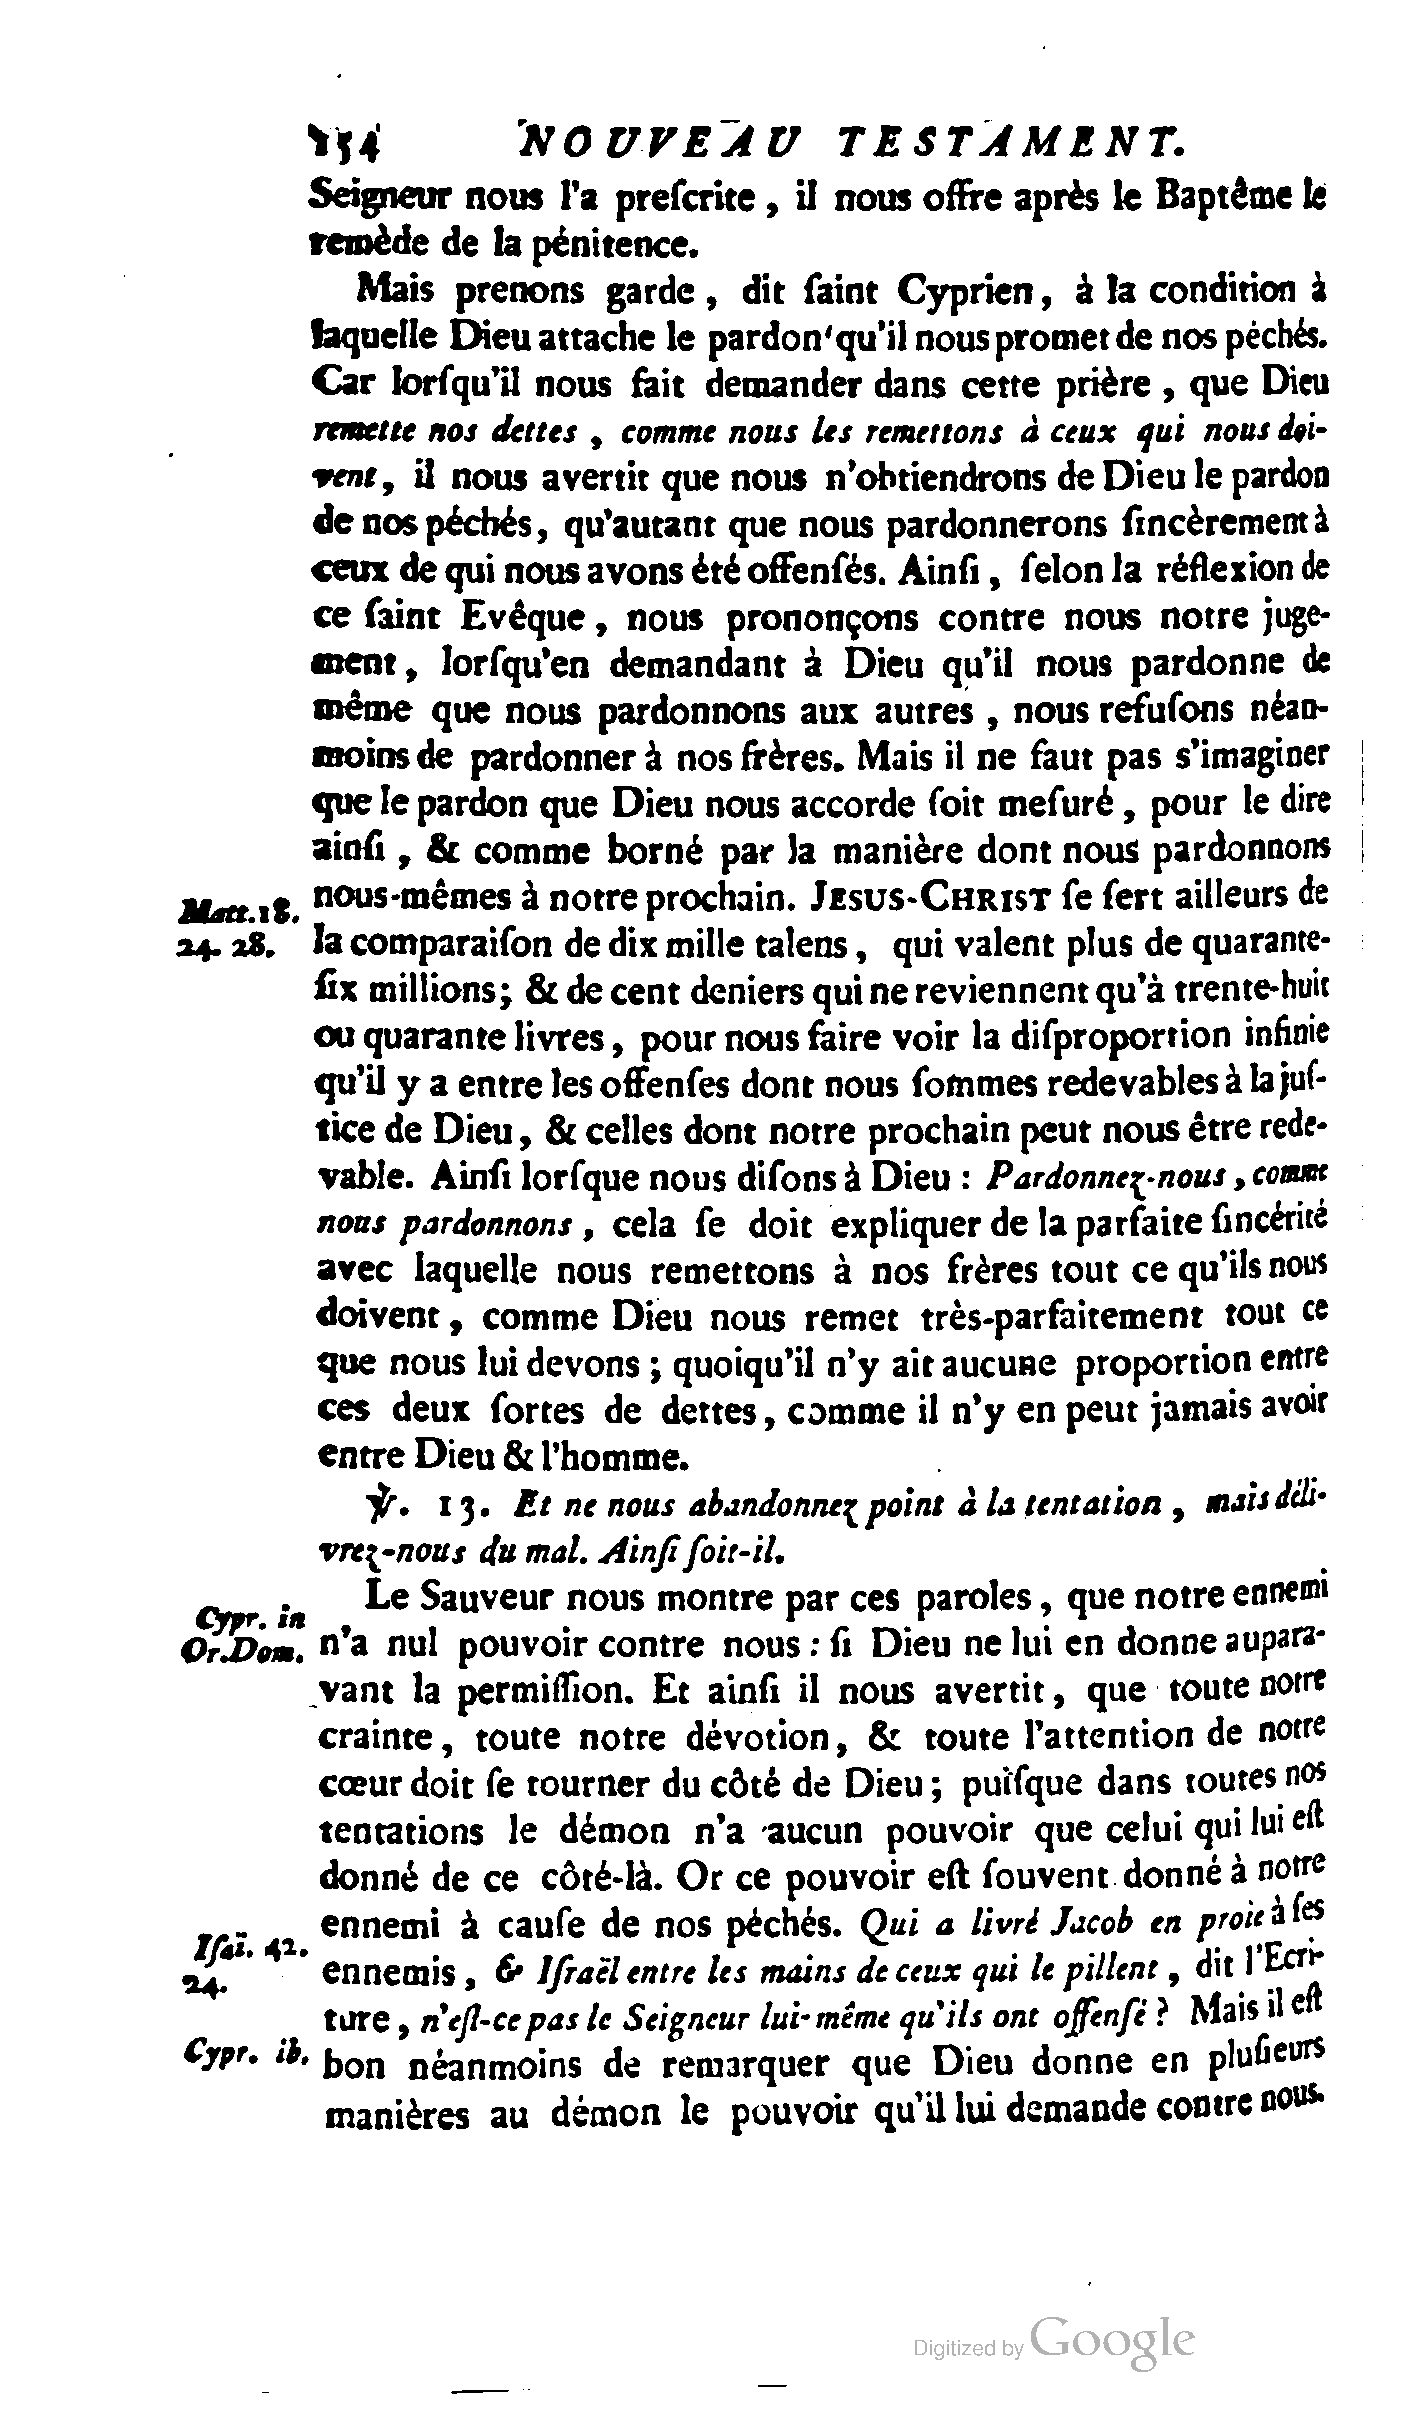 154 NOUVEAU TESTAMENT.
Seigneur nous l'a preſcrite, il nous offre après le Baptême le
remède de la pénitence.
Mais prenons garde, dit ſaint Cyprien, à la condition à
laquelle Dieu attache le pardon qu'il nous promet de nos péchés.
Car lorſqu'il nous fait demander dans cette prière, que Dieu
remette nos dettes, comme nous les remettons à ceux qui nous doi-
vent, il nous avertit que nous n'obtiendrons de Dieu le pardon
de nos péchés, qu'autant que nous pardonnerons ſincèrement à
ceux de qui nous avons été offenſés. Ainſi, ſelon la réflexion de
ce ſaint Evêque, nous prononçons contre nous notre juge-
ment, lorſqu'en demandant à Dieu qu'il nous pardonne de
même que nous pardonnons aux autres, nous refuſons néan-
moins de pardonner à nos frères. Mais il ne faut pas s'imaginer
que le pardon que Dieu nous accorde ſoit meſuré, pour le dire
ainſi, & comme borné par la manière dont nous pardonnons
Matt. 18. nous-mêmes à notre prochain. JESUS-CHRIST ſe ſert ailleurs de
24. 28. la comparaiſon de dix mille talens, qui valent plus de quarante-
ſix millions; & de cent deniers qui ne reviennent qu'à trente-huit
ou quarante livres, pour nous faire voir la diſproportion infinie
qu'il y a entre les offenſes dont nous ſommes redevables à la juſ-
tice de Dieu, & celles dont notre prochain peut nous être rede-
vable. Ainſi lorſque nous diſons à Dieu : Pardonnez-nous, comme
nous pardonnons, cela ſe doit expliquer de la parfaite ſincérité
avec laquelle nous remettons à nos frères tout ce qu'ils nous
doivent, comme Dieu nous remet très-parfaitement tout ce
que nous lui devons ; quoiqu'il n'y ait aucune proportion entre
ces deux ſortes de dettes, comme il n'y en peut jamais avoir
entre Dieu & l'homme.
℣. 13. Et ne nous abandonnez point à la tentation, mais déli-
vrez-nous du mal. Ainſi ſoit-il.
Le Sauveur nous montre par ces paroles, que notre ennemi
Cypr. in
Or. Dom. n'a nul pouvoir contre nous : ſi Dieu ne lui en donne aupara-
vant la permiſſion. Et ainſi il nous avertit, que toute notre
crainte, toute notre dévotion, & toute l'attention de notre
cœur doit ſe tourner du côté de Dieu; puiſque dans toutes nos
tentations le démon n'a aucun pouvoir que celui qui lui eſt
donné de ce côté-là. Or ce pouvoir eſt ſouvent donné à notre
ennemi à cauſe de nos péchés. Qui a livré Jacob en proie à ſes
Iſaï. 42.
24. ennemis, & Iſraël entre les mains de ceux qui le pillent, dit l'Ecri-
ture, n'eſt-ce pas le Seigneur lui-même qu'ils ont offenſé ? Mais il eſt
Cypr. ib. bon néanmoins de remarquer que Dieu donne en pluſieurs
manières au démon le pouvoir qu'il lui demande contre nous.
Digitized by Google